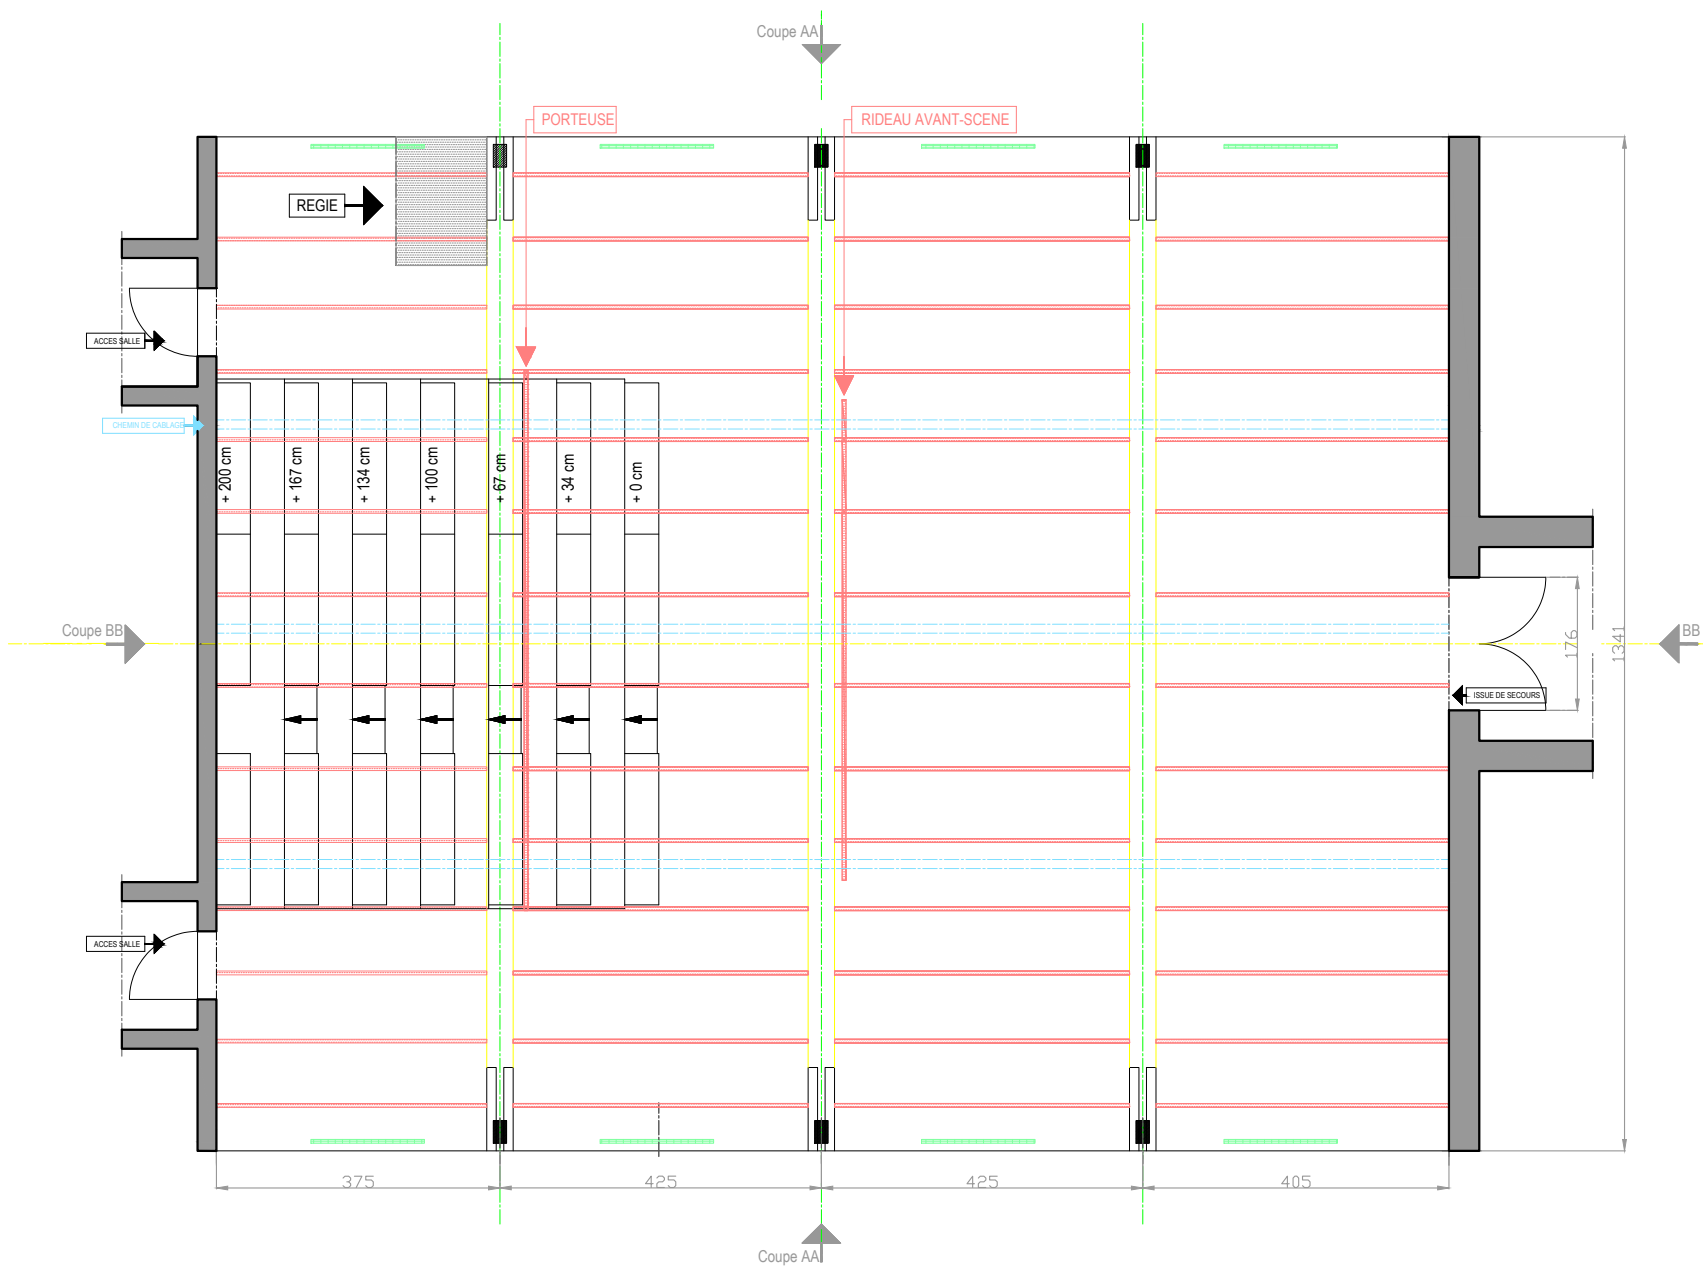 Coupe AA
PORTEUSE
RIDEAU AVANT-SCENE
REGIE
ACCES SALLE
CHEMIN DE CABLAGE
+ 200 cm
+ 167 cm
+ 134 cm
+ 100 cm
+ 67 cm
+ 34 cm
+ 0 cm
Coupe BB
176
1341
BB
ISSUE DE SECOURS
ACCES SALLE
375
425
425
405
Coupe AA